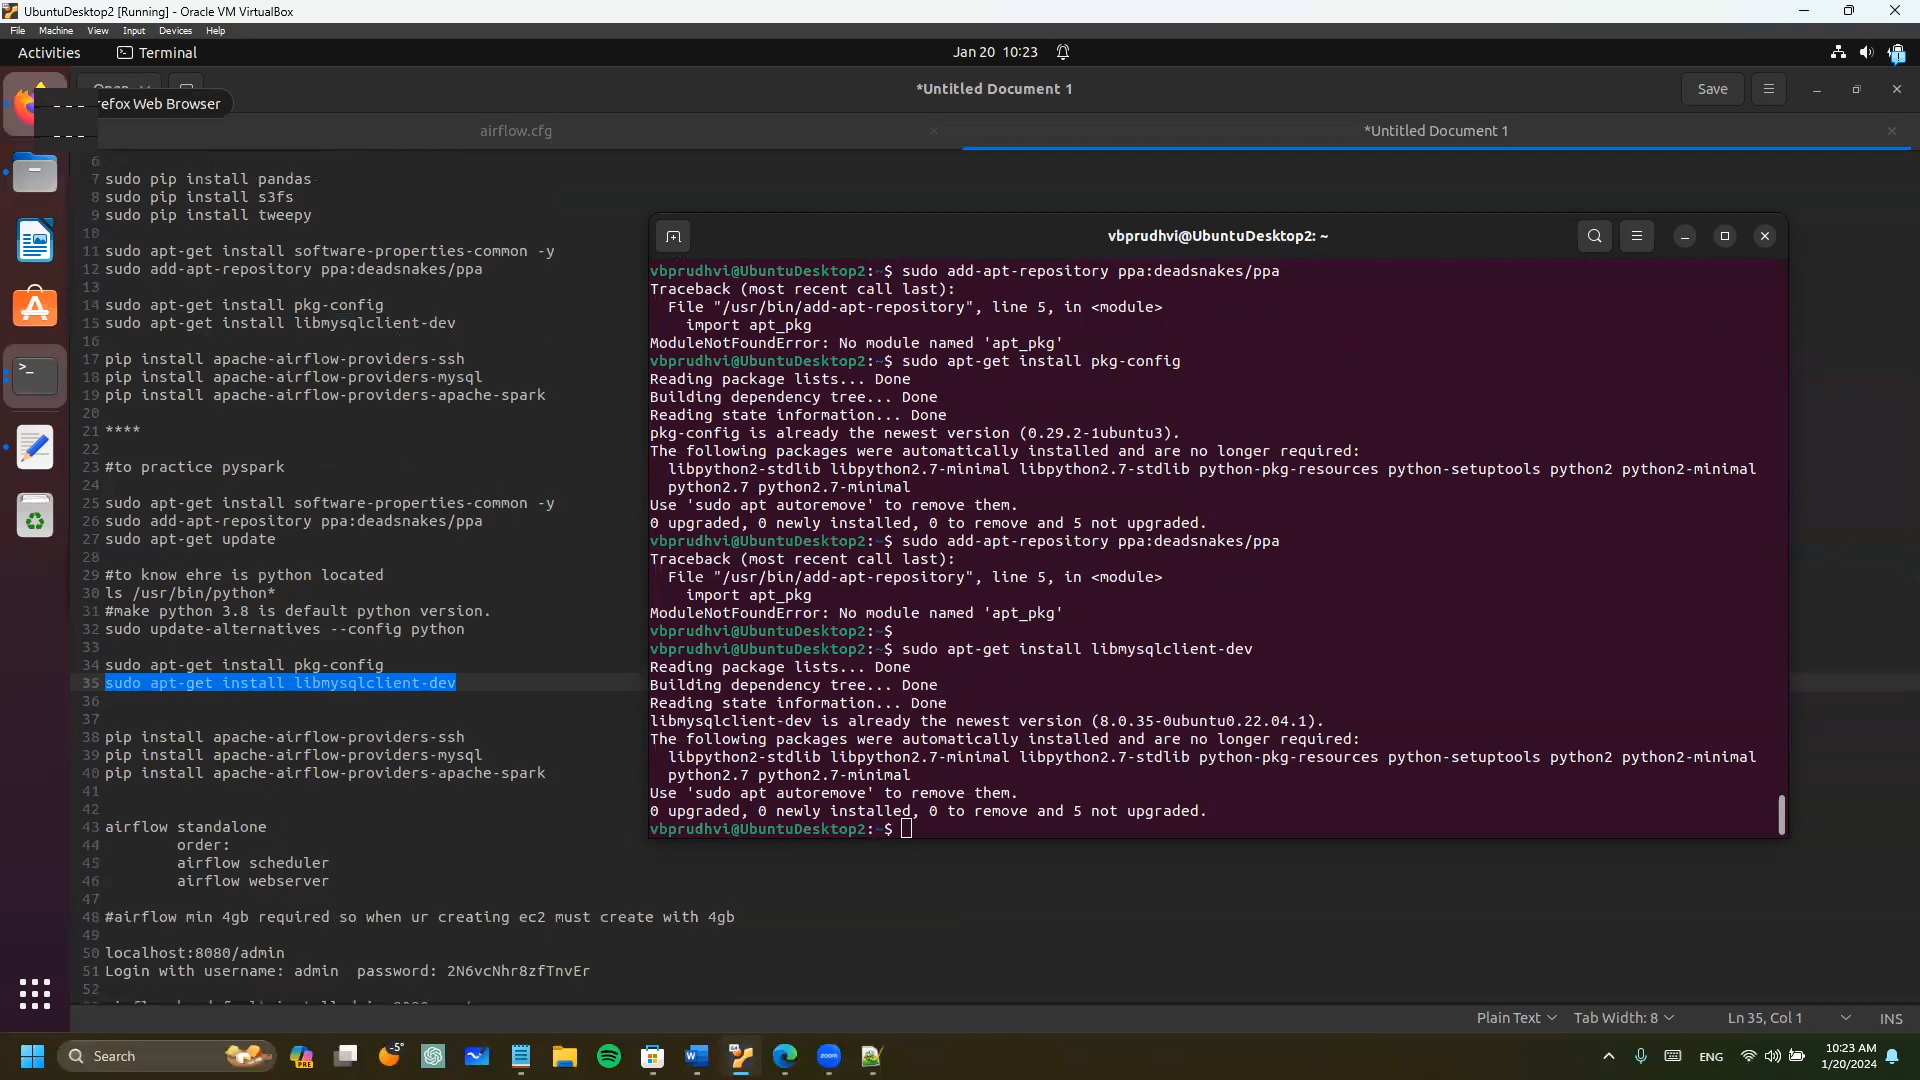 UbuntuDesktop2 [Running] - Oracle VM VirtualBox
File Machine View Input Devices Help
Activities
Terminal
Jan 20 10:23
Open
refox Web Browser
*Untitled Document 1
Save
airflow.cfg
*Untitled Document 1
6
7 sudo pip install pandas
8 sudo pip install s3fs
9 sudo pip install tweepy
10
11 sudo apt-get install software-properties-common -y
12 sudo add-apt-repository ppa:deadsnakes/ppa
13
14 sudo apt-get install pkg-config
15 sudo apt-get install libmysqlclient-dev
16
17 pip install apache-airflow-providers-ssh
18 pip install apache-airflow-providers-mysql
19 pip install apache-airflow-providers-apache-spark
20
21 ****
22
23 #to practice pyspark
24
25 sudo apt-get install software-properties-common -y
26 sudo add-apt-repository ppa:deadsnakes/ppa
27 sudo apt-get update
28
29 #to know ehre is python located
30 ls /usr/bin/python*
31 #make python 3.8 is default python version.
32 sudo update-alternatives --config python
33
34 sudo apt-get install pkg-config
35 sudo apt-get install libmysqlclient-dev
36
37
38 pip install apache-airflow-providers-ssh
39 pip install apache-airflow-providers-mysql
40 pip install apache-airflow-providers-apache-spark
41
42
43 airflow standalone
44 order:
45 airflow scheduler
46 airflow webserver
47
48 #airflow min 4gb required so when ur creating ec2 must create with 4gb
49
50 localhost:8080/admin
51 Login with username: admin password: 2N6vcNhr8zfTnvEr
52
vbprudhvi@UbuntuDesktop2: ~
vbprudhvi@UbuntuDesktop2:~$ sudo add-apt-repository ppa:deadsnakes/ppa
Traceback (most recent call last):
File "/usr/bin/add-apt-repository", line 5, in <module>
import apt_pkg
ModuleNotFoundError: No module named 'apt_pkg'
vbprudhvi@UbuntuDesktop2:~$ sudo apt-get install pkg-config
Reading package lists... Done
Building dependency tree... Done
Reading state information... Done
pkg-config is already the newest version (0.29.2-1ubuntu3).
The following packages were automatically installed and are no longer required:
libpython2-stdlib libpython2.7-minimal libpython2.7-stdlib python-pkg-resources python-setuptools python2 python2-minimal
python2.7 python2.7-minimal
Use 'sudo apt autoremove' to remove them.
0 upgraded, 0 newly installed, 0 to remove and 5 not upgraded.
vbprudhvi@UbuntuDesktop2:~$ sudo add-apt-repository ppa:deadsnakes/ppa
Traceback (most recent call last):
File "/usr/bin/add-apt-repository", line 5, in <module>
import apt_pkg
ModuleNotFoundError: No module named 'apt_pkg'
vbprudhvi@UbuntuDesktop2:~$
vbprudhvi@UbuntuDesktop2:~$ sudo apt-get install libmysqlclient-dev
Reading package lists... Done
Building dependency tree... Done
Reading state information... Done
libmysqlclient-dev is already the newest version (8.0.35-0ubuntu0.22.04.1).
The following packages were automatically installed and are no longer required:
libpython2-stdlib libpython2.7-minimal libpython2.7-stdlib python-pkg-resources python-setuptools python2 python2-minimal
python2.7 python2.7-minimal
Use 'sudo apt autoremove' to remove them.
0 upgraded, 0 newly installed, 0 to remove and 5 not upgraded.
vbprudhvi@UbuntuDesktop2:~$
Plain Text
Tab Width: 8
Ln 35, Col 1
INS
Search
PRE
-5°
zoom
ENG
10:23 AM
1/20/2024